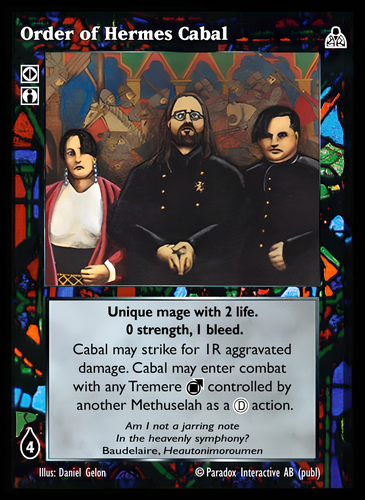 Order of Hermes Cabal
Unique mage with 2 life.
0 strength, 1 bleed.
Cabal may strike for 1R aggravated
damage. Cabal may enter combat
with any Tremere controlled by
another Methuselah as a Ⓓ action.
Am I not a jarring note
In the heavenly symphony?
Baudelaire, Heautonimoroumen
4
Illus: Daniel Gelon © Paradox Interactive AB (publ)